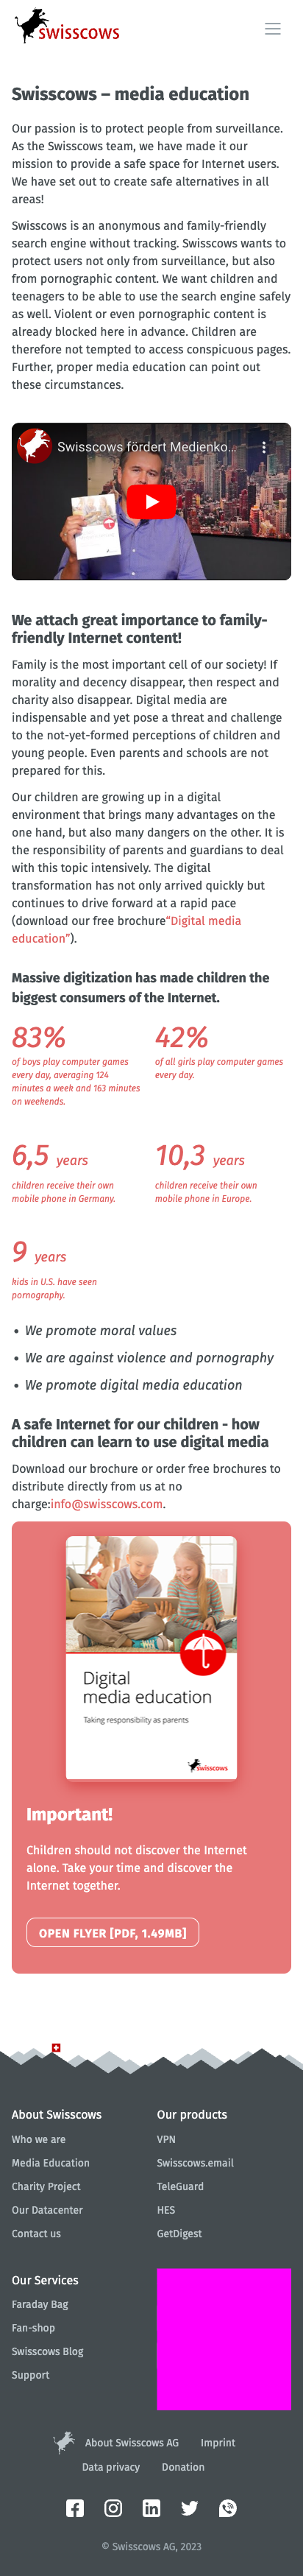 swisscows
Swisscows – media education
Our passion is to protect people from surveillance.
As the Swisscows team, we have made it our
mission to provide a safe space for Internet users.
We have set out to create safe alternatives in all
areas!
Swisscows is an anonymous and family-friendly
search engine without tracking. Swisscows wants to
protect users not only from surveillance, but also
from pornographic content. We want children and
teenagers to be able to use the search engine safely
as well. Violent or even pornographic content is
already blocked here in advance. Children are
therefore not tempted to access conspicuous pages.
Further, proper media education can point out
these circumstances.
Swisscows fördert Medienko...
We attach great importance to family-
friendly Internet content!
Family is the most important cell of our society! If
morality and decency disappear, then respect and
charity also disappear. Digital media are
indispensable and yet pose a threat and challenge
to the not-yet-formed perceptions of children and
young people. Even parents and schools are not
prepared for this.
Our children are growing up in a digital
environment that brings many advantages on the
one hand, but also many dangers on the other. It is
the responsibility of parents and guardians to deal
with this topic intensively. The digital
transformation has not only arrived quickly but
continues to drive forward at a rapid pace
(download our free brochure“Digital media
education”).
Massive digitization has made children the
biggest consumers of the Internet.
83%
of boys play computer games
every day, averaging 124
minutes a week and 163 minutes
on weekends.
42%
of all girls play computer games
every day.
6,5 years
children receive their own
mobile phone in Germany.
10,3 years
children receive their own
mobile phone in Europe.
9 years
kids in U.S. have seen
pornography.
• We promote moral values
• We are against violence and pornography
• We promote digital media education
A safe Internet for our children - how
children can learn to use digital media
Download our brochure or order free brochures to
distribute directly from us at no
charge:info@swisscows.com.
Digital
media education
Taking responsibility as parents
swisscows
Important!
Children should not discover the Internet
alone. Take your time and discover the
Internet together.
OPEN FLYER [PDF, 1.49MB]
About Swisscows
Who we are
Media Education
Charity Project
Our Datacenter
Contact us
Our products
VPN
Swisscows.email
TeleGuard
HES
GetDigest
Our Services
Faraday Bag
Fan-shop
Swisscows Blog
Support
About Swisscows AG
Imprint
Data privacy
Donation
© Swisscows AG, 2023